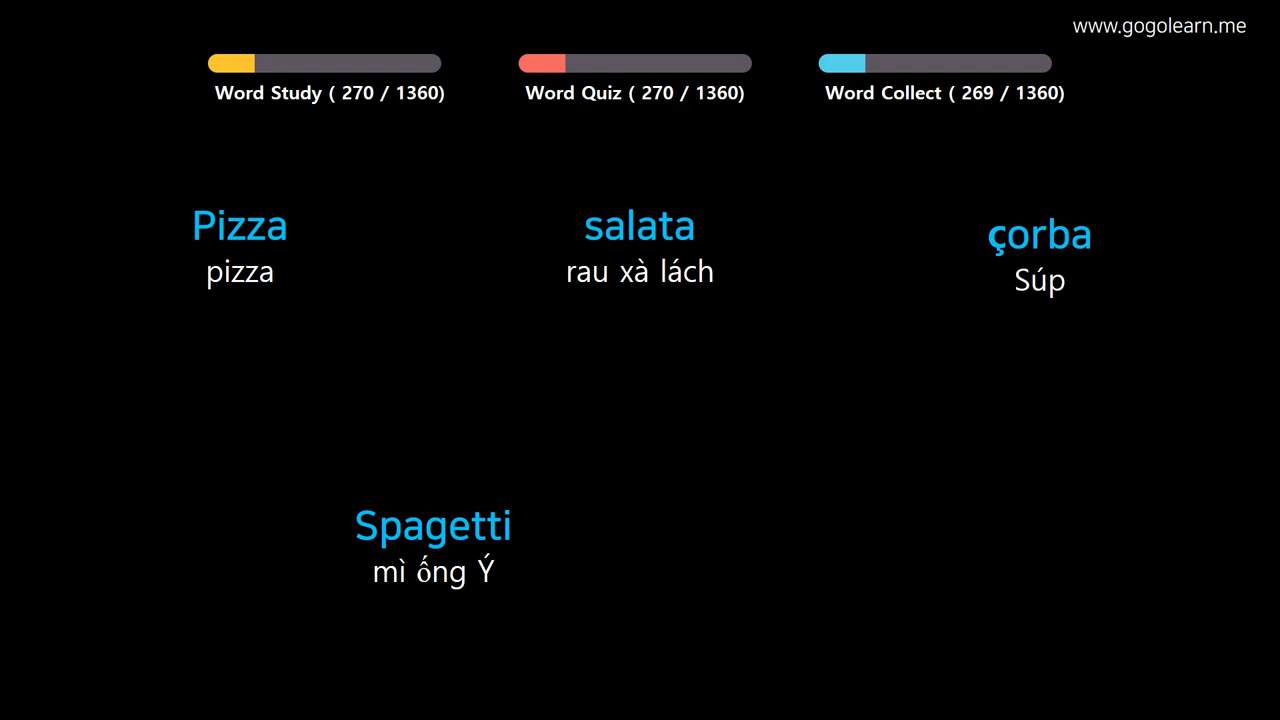 www.gogolearn.me
Word Study ( 270 / 1360)
Word Quiz ( 270 / 1360)
Word Collect ( 269 / 1360)
Pizza
pizza
salata
rau xà lách
çorba
Súp
Spagetti
mì ống Ý